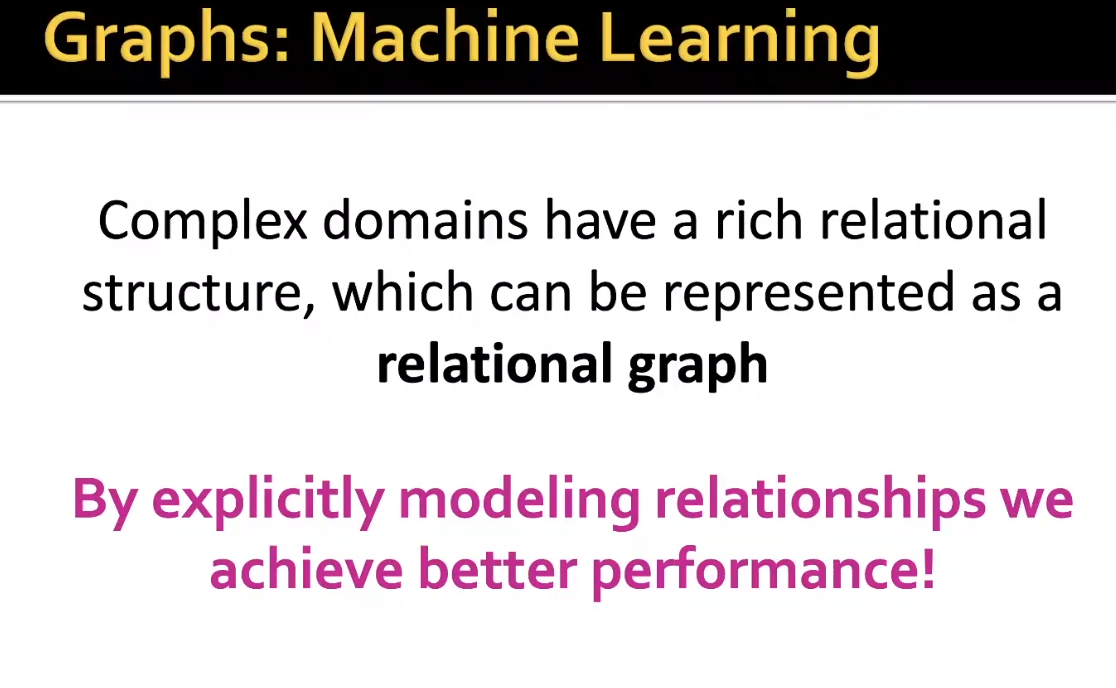 Graphs: Machine Learning
Complex domains have a rich relational
structure, which can be represented as a
relational graph
By explicitly modeling relationships we
achieve better performance!